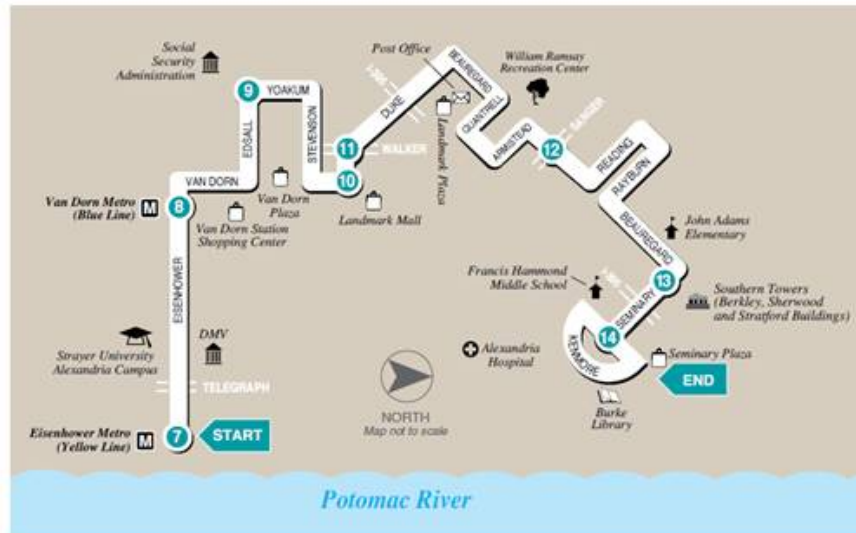 Social
Security
Administration
Post Office
William Ramsay
Recreation Center
BEAUREGARD
I-395
DUKE
QUANTRELL
Landmark Plaza
ARMISTEAD
SANGER
12
READING
RAYBURN
9
YOAKUM
EDSALL
STEVENSON
11
WALKER
10
VAN DORN
Van Dorn Metro
(Blue Line)
M
8
Van Dorn
Plaza
Van Dorn Station
Shopping Center
Landmark Mall
BEAUREGARD
John Adams
Elementary
Francis Hammond
Middle School
I-395
13
Southern Towers
(Berkley, Sherwood
and Stratford Buildings)
SEMINARY
14
KENMORE
EISENHOWER
DMV
Strayer University
Alexandria Campus
TELEGRAPH
Alexandria
Hospital
Seminary Plaza
END
Burke
Library
NORTH
Map not to scale
Eisenhower Metro
(Yellow Line)
M
7
START
Potomac River